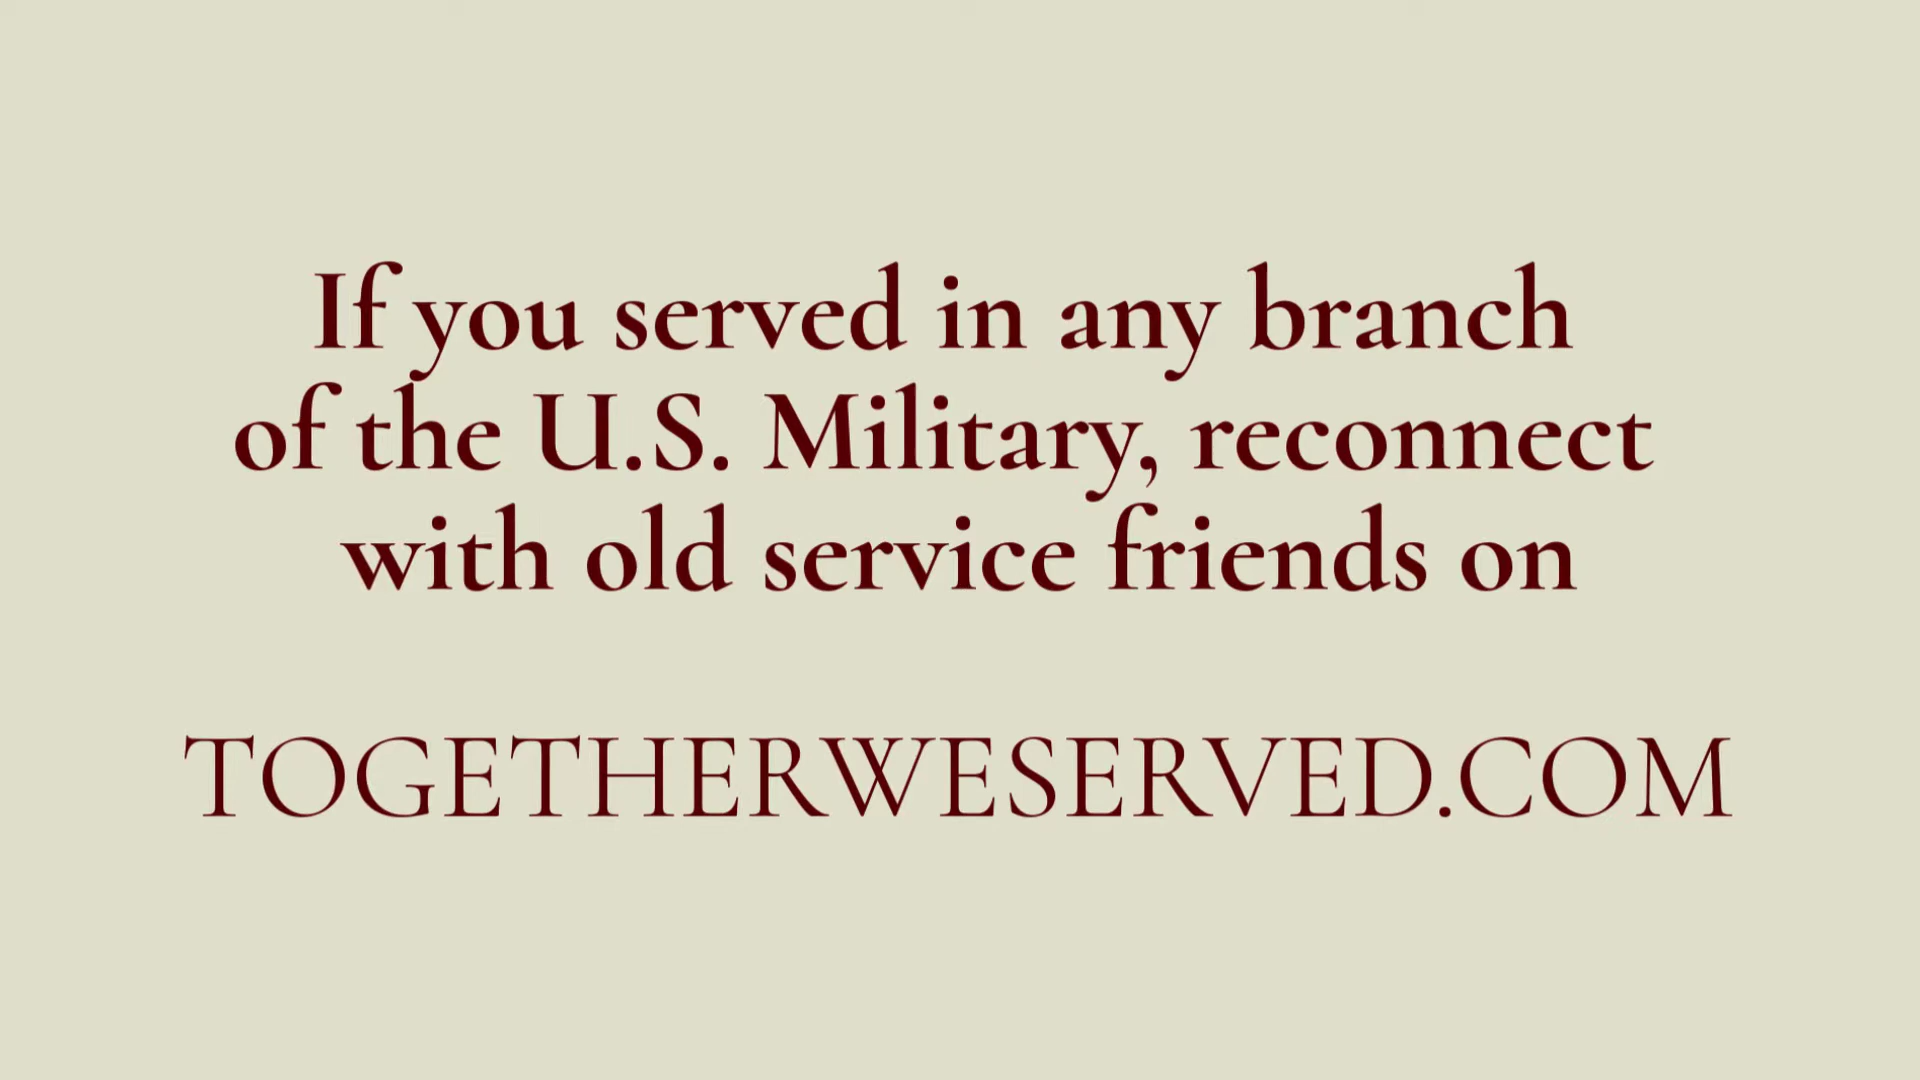 If you served in any branch
of the U.S. Military, reconnect
with old service friends on
TOGETHERWESERVED.COM